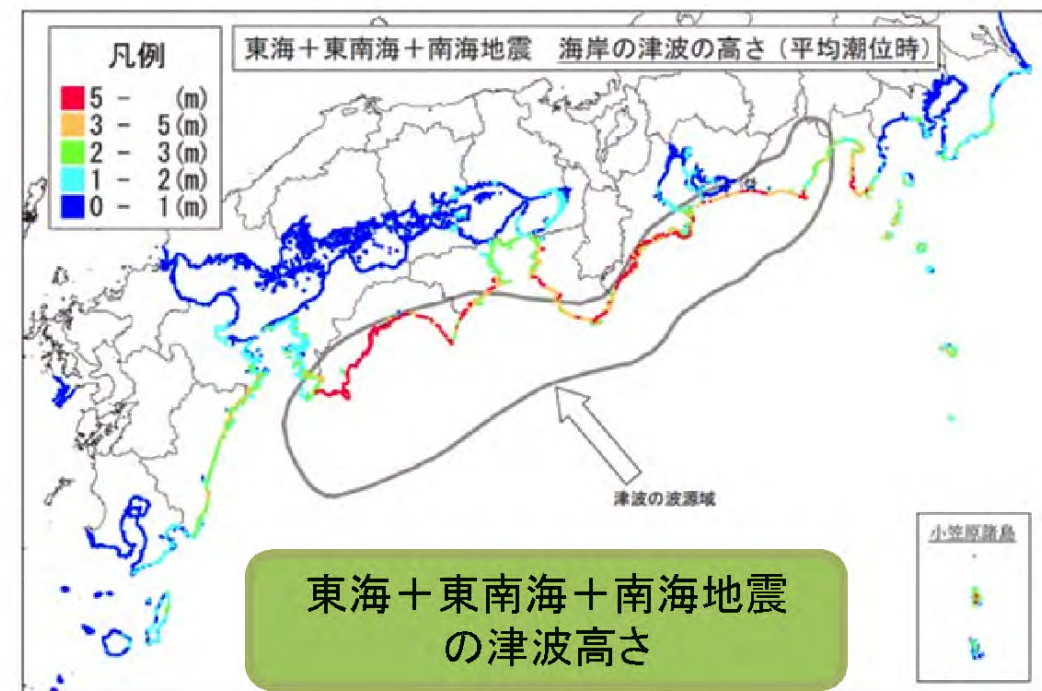 東海＋東南海＋南海地震　海岸の津波の高さ（平均潮位時）
凡例
5 -　(m)
3 - 5(m)
2 - 3(m)
1 - 2(m)
0 - 1(m)
津波の波源域
小笠原諸島
東海＋東南海＋南海地震
の津波高さ